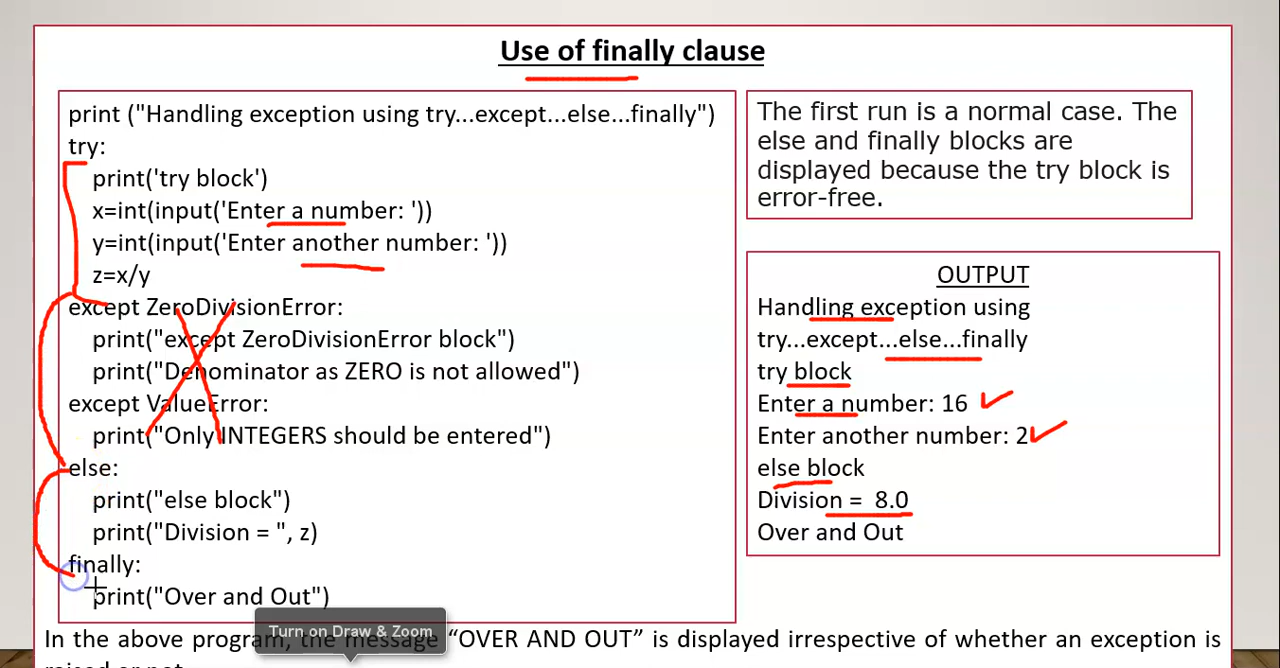 Use of finally clause
print ("Handling exception using try...except...else...finally")
try:
print('try block')
x=int(input('Enter a number: '))
y=int(input('Enter another number: '))
z=x/y
except ZeroDivisionError:
print("except ZeroDivisionError block")
print("Denominator as ZERO is not allowed")
except ValueError:
print("Only INTEGERS should be entered")
else:
print("else block")
print("Division = ", z)
finally:
print("Over and Out")
The first run is a normal case. The
else and finally blocks are
displayed because the try block is
error-free.
OUTPUT
Handling exception using
try...except...else...finally
try block
Enter a number: 16
Enter another number: 2
else block
Division = 8.0
Over and Out
Turn on Draw & Zoom
In the above program, the message “OVER AND OUT” is displayed irrespective of whether an exception is